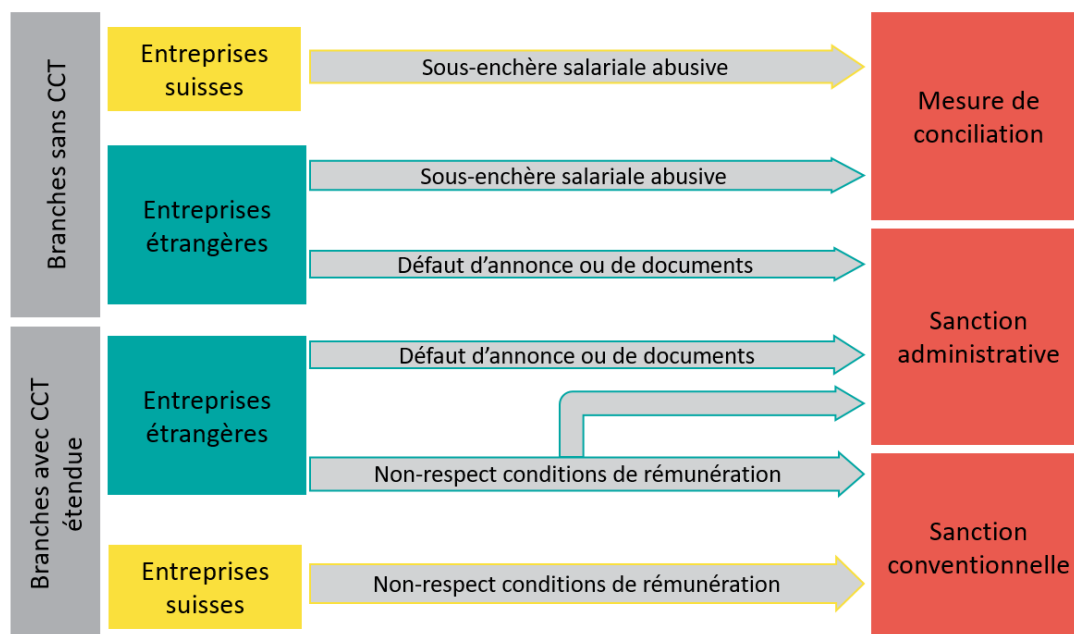 Branches sans CCT
Entreprises
suisses
Sous-enchère salariale abusive
Mesure de
conciliation
Entreprises
étrangères
Sous-enchère salariale abusive
Défaut d’annonce ou de documents
Sanction
administrative
Branches avec CCT
étendue
Entreprises
étrangères
Défaut d’annonce ou de documents
Non-respect conditions de rémunération
Sanction
conventionnelle
Entreprises
suisses
Non-respect conditions de rémunération